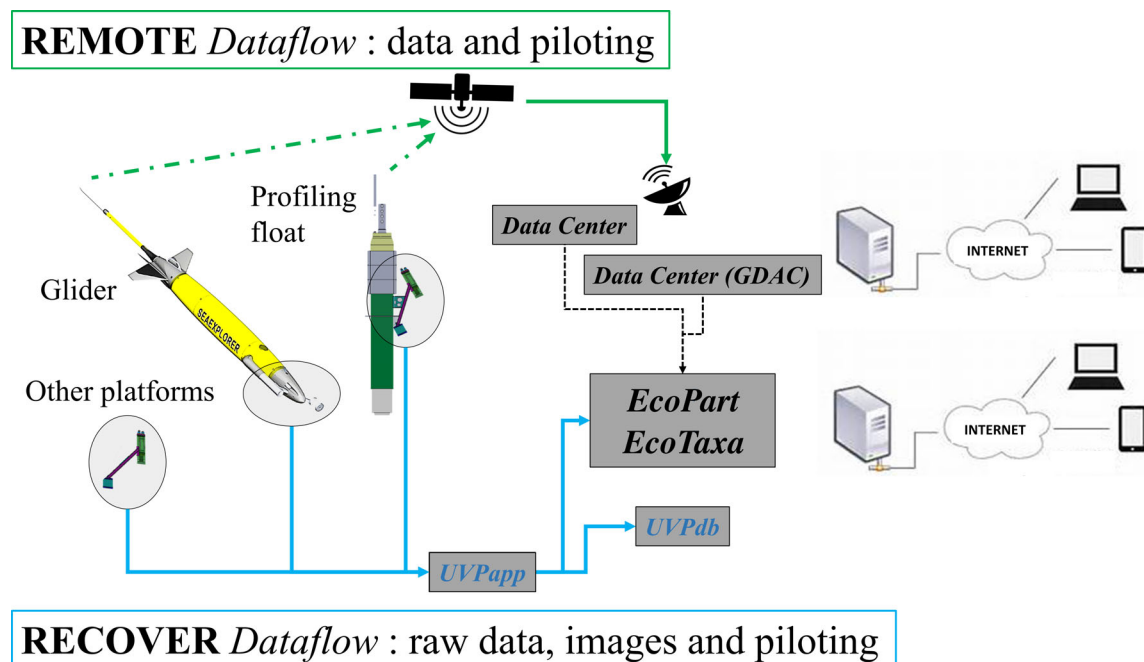 REMOTE Dataflow : data and piloting
Profiling
float
Data Center
Glider
Data Center (GDAC)
INTERNET
SEAEXPLORER
Other platforms
EcoPart
EcoTaxa
INTERNET
UVPdb
UVPapp
RECOVER Dataflow : raw data, images and piloting